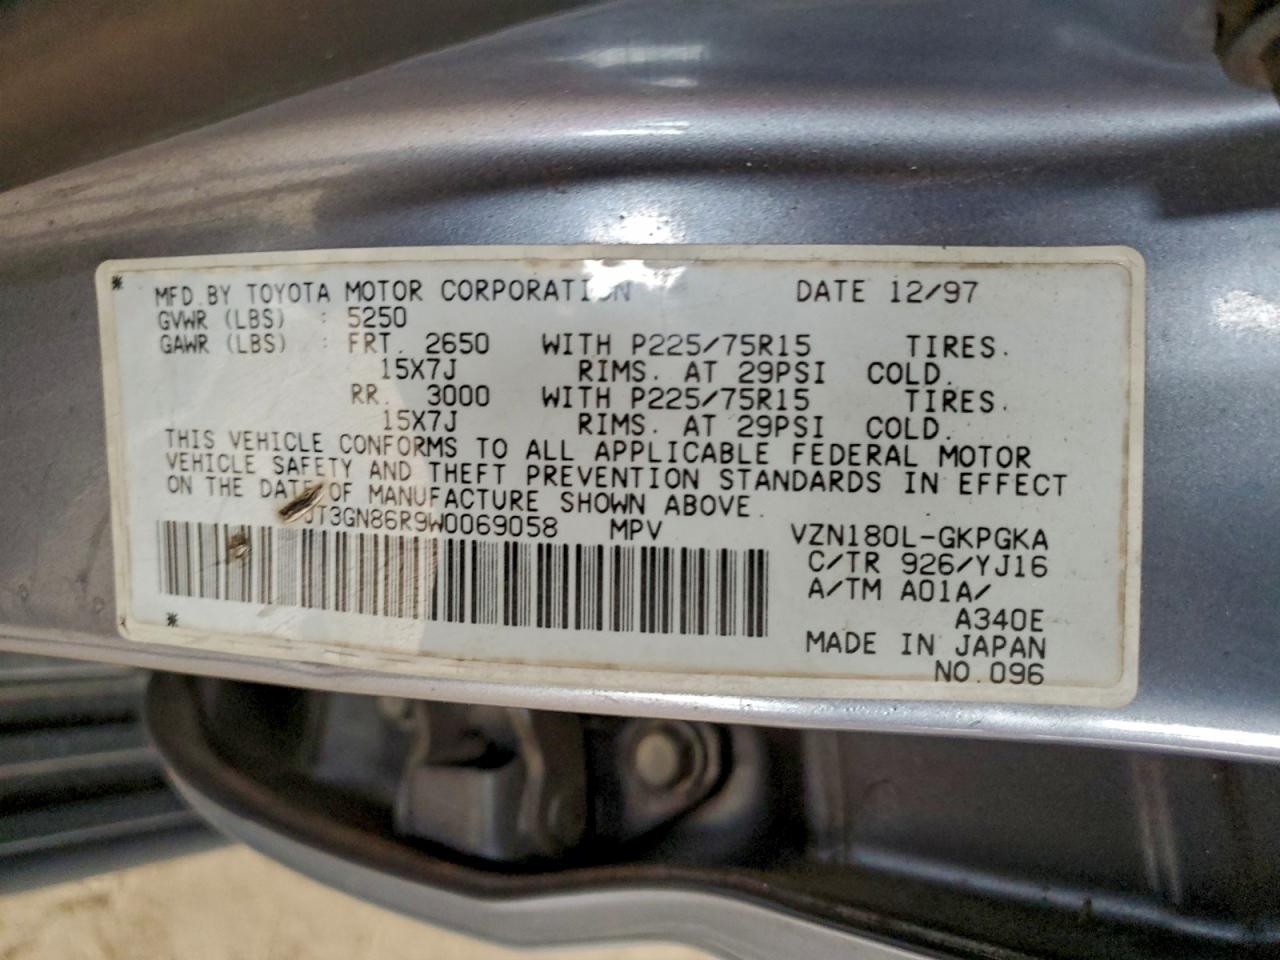 MFD.BY TOYOTA MOTOR CORPORATION DATE 12/97
GVWR (LBS) : 5250
GAWR (LBS) : FRT. 2650 WITH P225/75R15 TIRES.
15X7J RIMS. AT 29PSI COLD.
RR. 3000 WITH P225/75R15 TIRES.
15X7J RIMS. AT 29PSI COLD.
THIS VEHICLE CONFORMS TO ALL APPLICABLE FEDERAL MOTOR
VEHICLE SAFETY AND THEFT PREVENTION STANDARDS IN EFFECT
ON THE DATE OF MANUFACTURE SHOWN ABOVE.
JT3GN86R9W0069058 MPV VZN180L-GKPGKA
C/TR 926/YJ16
A/TM A01A/
A340E
MADE IN JAPAN
NO.096